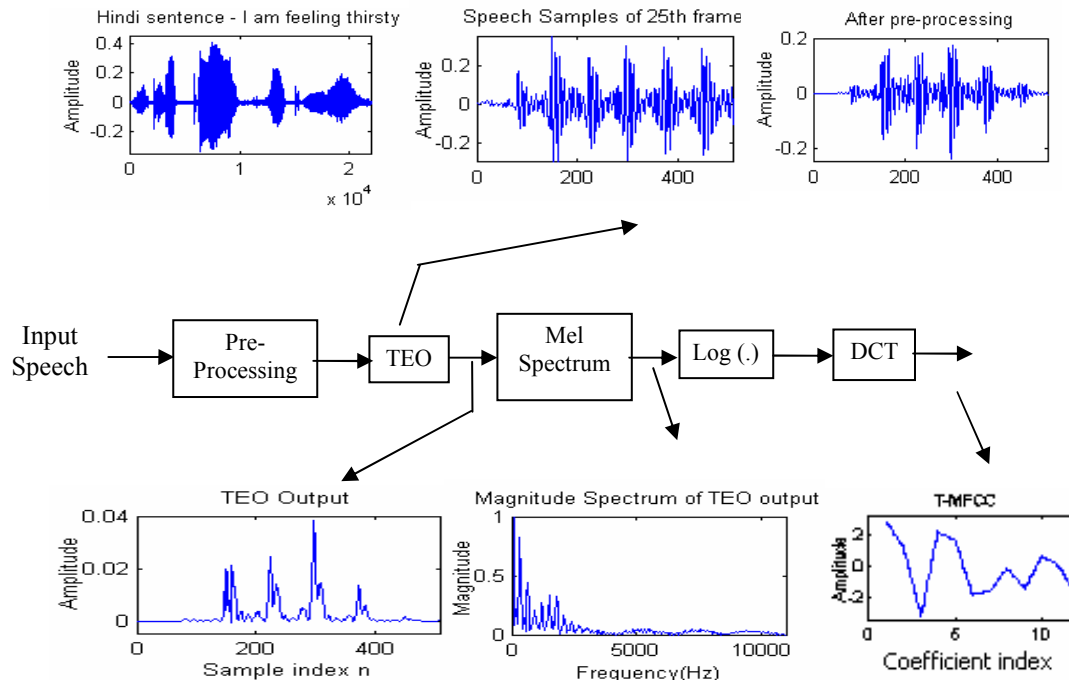 Hindi sentence - I am feeling thirsty
Amplitude
0.4
0.2
0
-0.2
0
1
2
x 10^4
Speech Samples of 25th frame
Amplitude
0.2
0
-0.2
200
400
After pre-processing
Amplitude
0.2
0
-0.2
0
200
400
Input
Speech
Pre-
Processing
TEO
Mel
Spectrum
Log (.)
DCT
TEO Output
Amplitude
0.04
0.02
0
0
200
400
Sample index n
Magnitude Spectrum of TEO output
Magnitude
1
0.5
0
0
5000
10000
Frequency(Hz)
T-MFCC
Amplitude
2
0
-2
0
5
10
Coefficient index